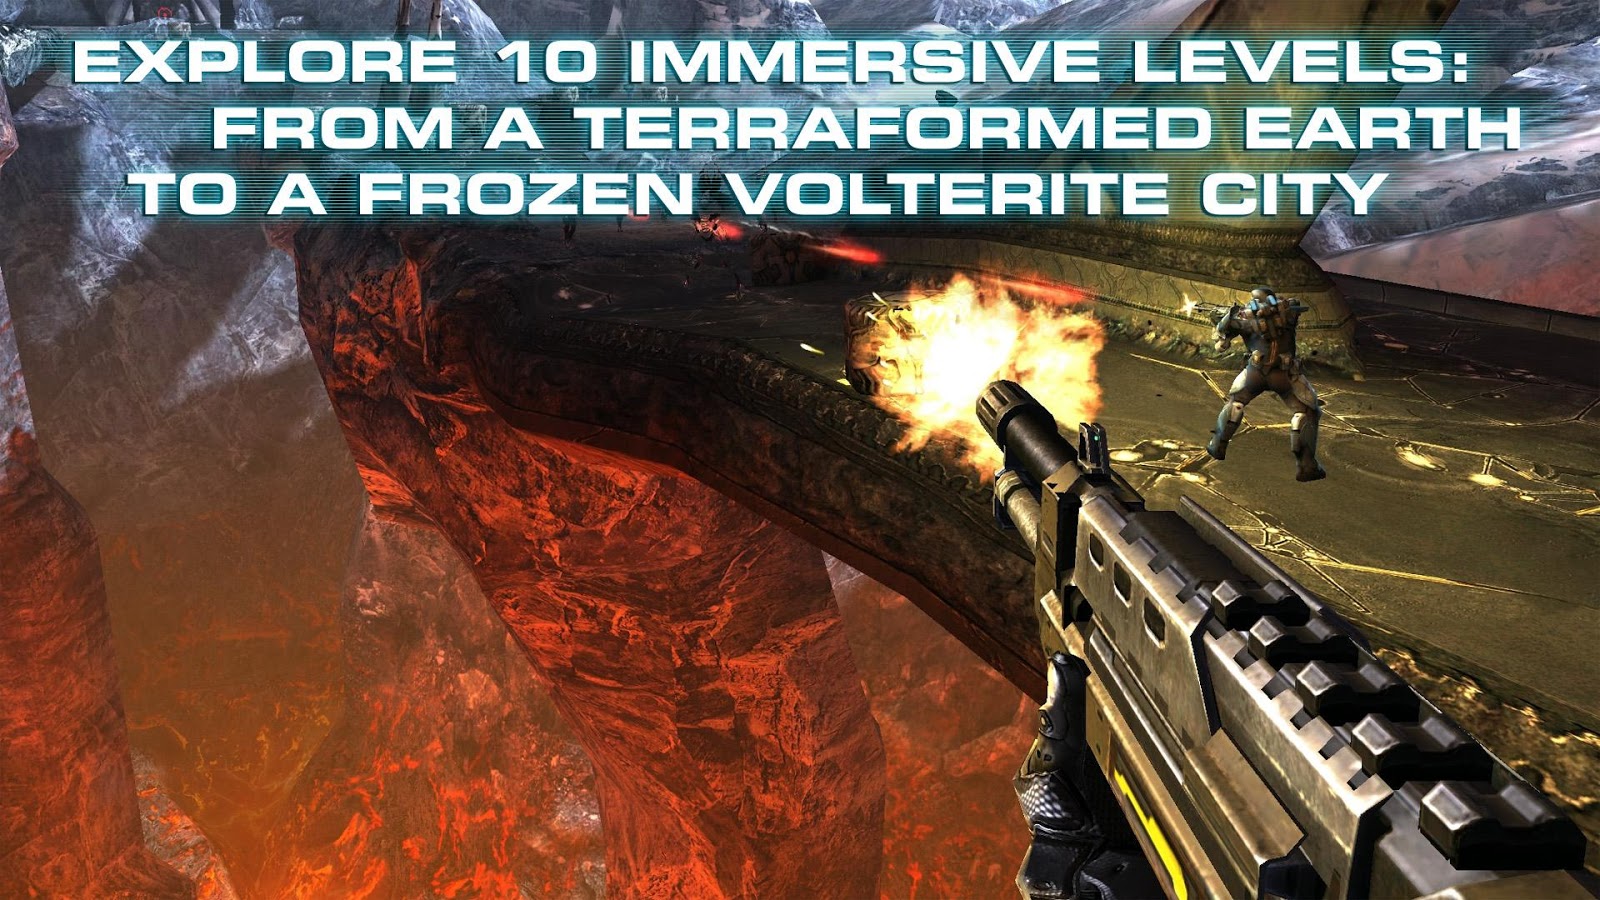 EXPLORE 10 IMMERSIVE LEVELS:
FROM A TERRAFORMED EARTH
TO A FROZEN VOLTERITE CITY